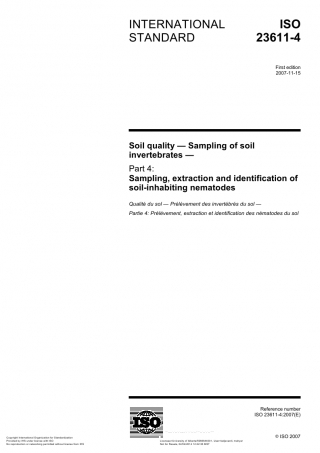 INTERNATIONAL
STANDARD
ISO
23611-4
First edition
2007-11-15
Soil quality — Sampling of soil
invertebrates —
Part 4:
Sampling, extraction and identification of
soil-inhabiting nematodes
Qualité du sol — Prélèvement des invertébrés du sol —
Partie 4: Prélèvement, extraction et identification des nématodes du sol
ISO
Reference number
ISO 23611-4:2007(E)
© ISO 2007